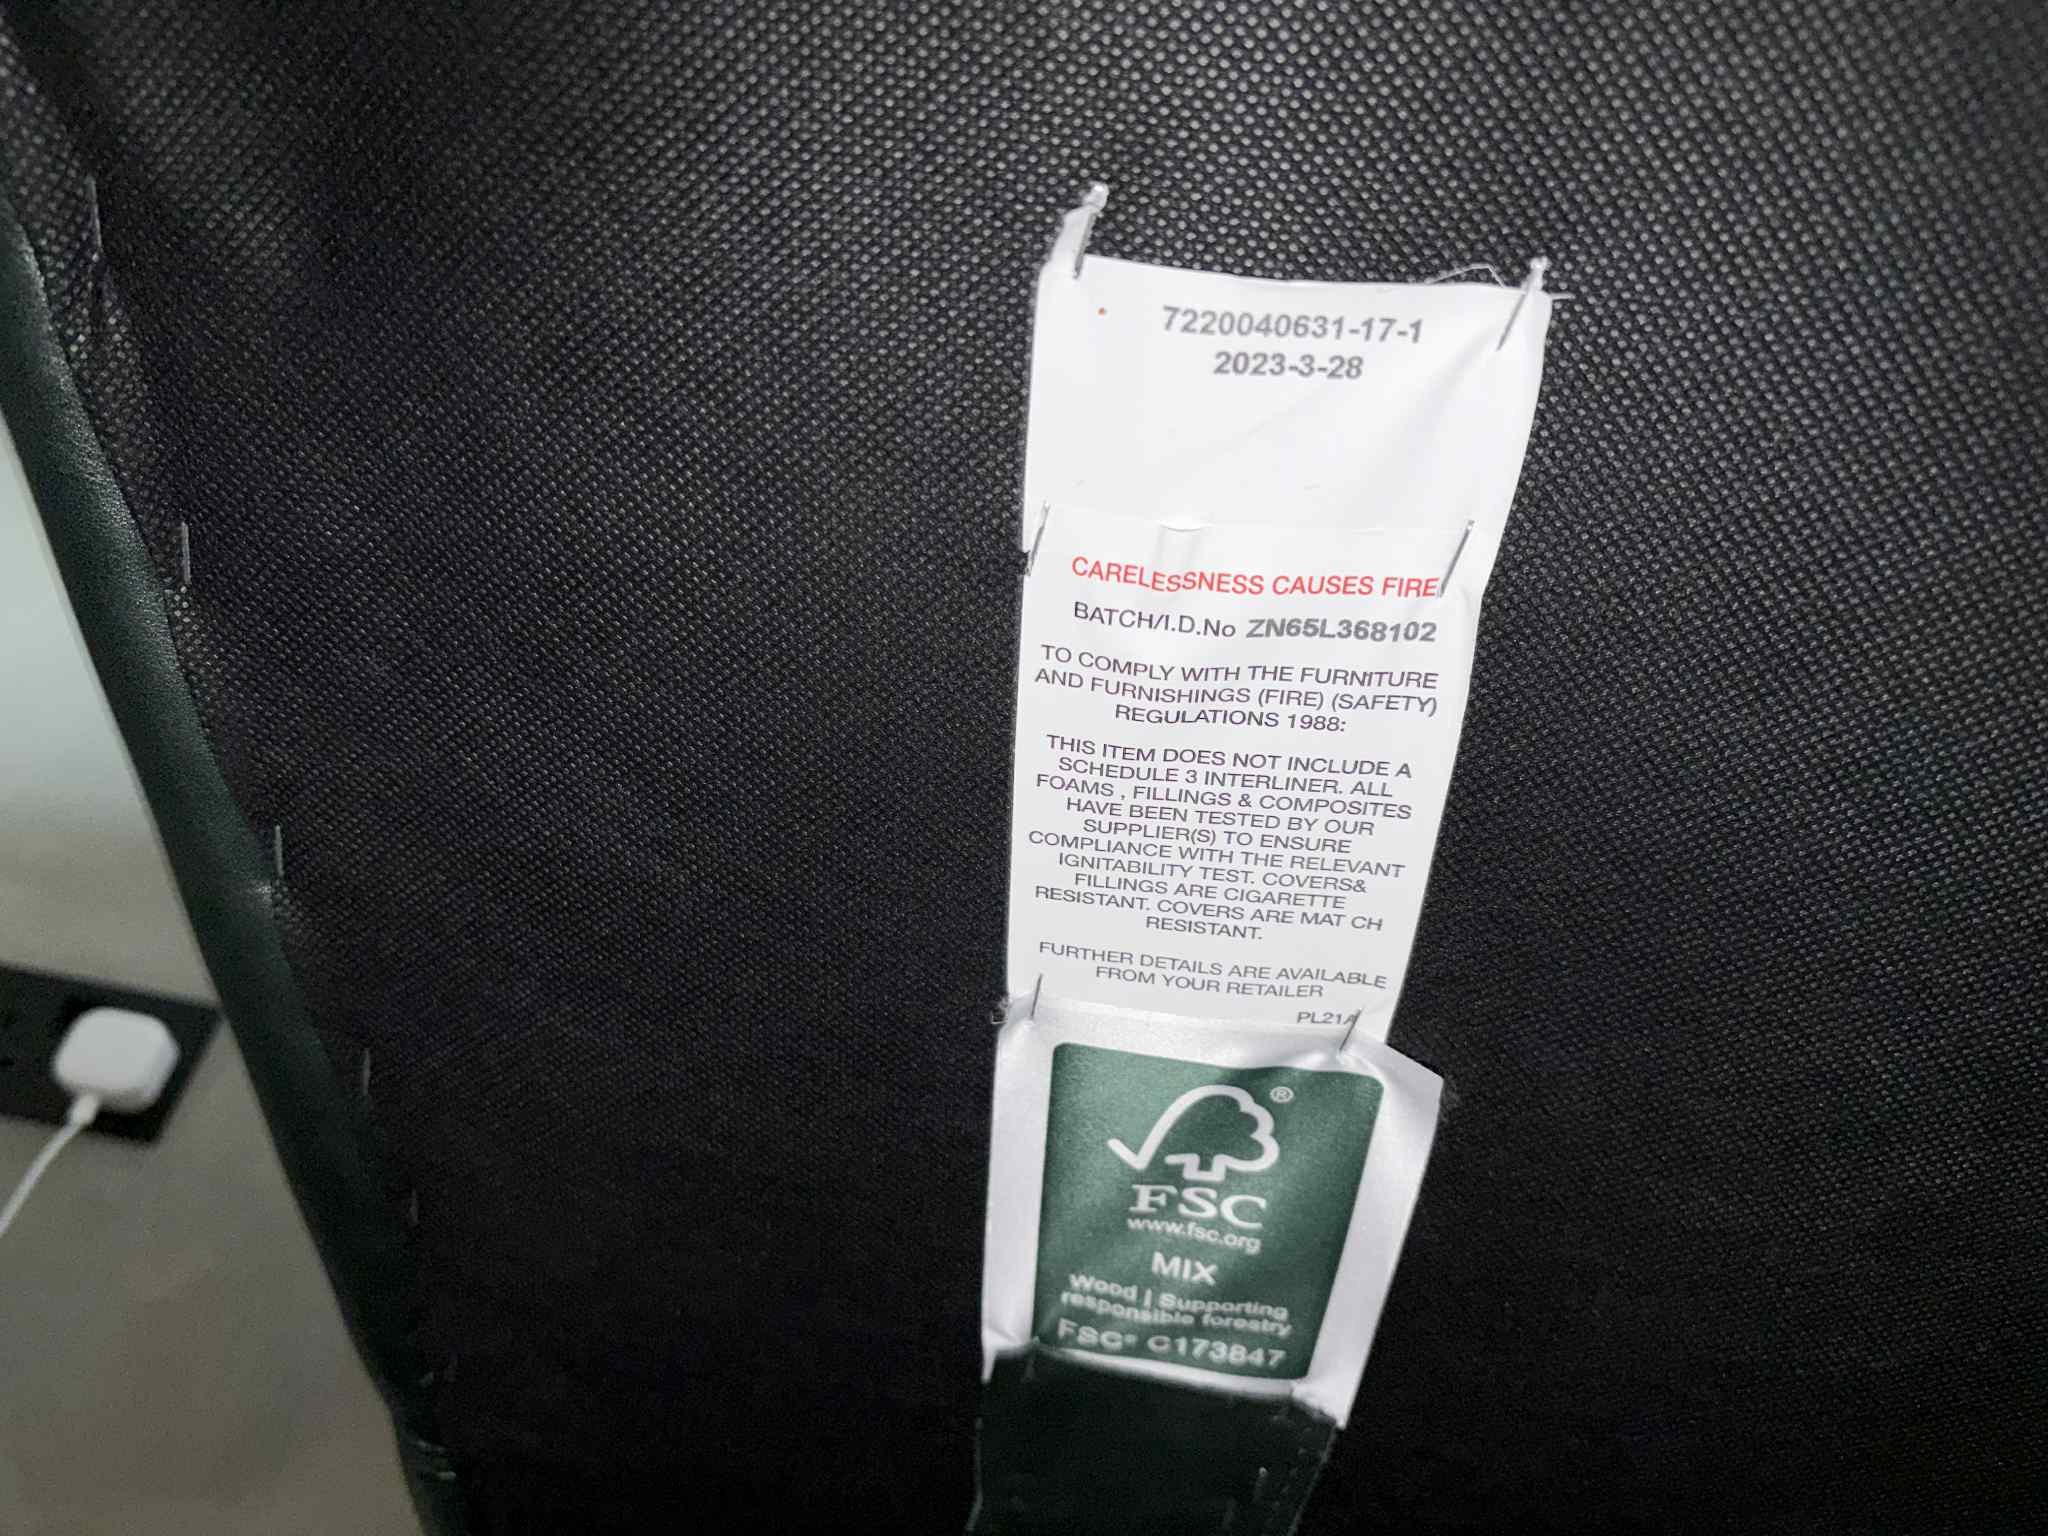 7220040631-17-1
2023-3-28
CARELESSNESS CAUSES FIRE
BATCH/I.D.No ZN65L368102
TO COMPLY WITH THE FURNITURE
AND FURNISHINGS (FIRE) (SAFETY)
REGULATIONS 1988:
THIS ITEM DOES NOT INCLUDE A
SCHEDULE 3 INTERLINER. ALL
FOAMS , FILLINGS & COMPOSITES
HAVE BEEN TESTED BY OUR
SUPPLIER(S) TO ENSURE
COMPLIANCE WITH THE RELEVANT
IGNITABILITY TEST. COVERS&
FILLINGS ARE CIGARETTE
RESISTANT. COVERS ARE MAT CH
RESISTANT.
FURTHER DETAILS ARE AVAILABLE
FROM YOUR RETAILER
PL21A
®
FSC
www.fsc.org
MIX
Wood | Supporting
responsible forestry
FSC® C173847